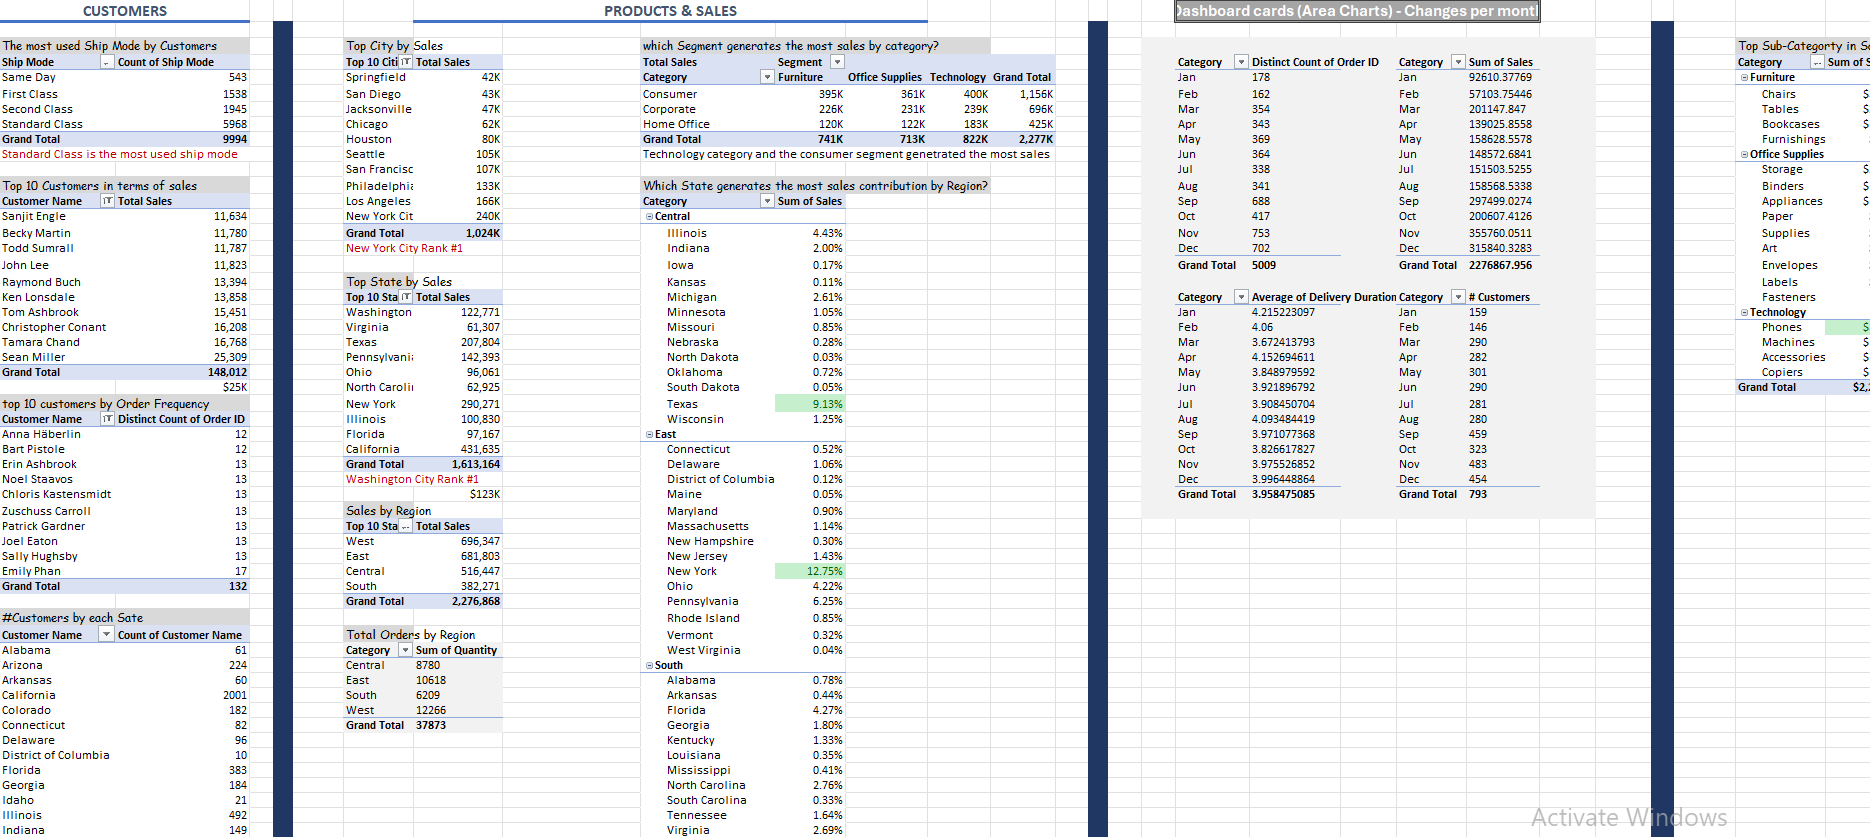 CUSTOMERS
The most used Ship Mode by Customers
Ship Mode Count of Ship Mode
Same Day 543
First Class 1538
Second Class 1945
Standard Class 5968
Grand Total 9994
Standard Class is the most used ship mode
Top 10 Customers in terms of sales
Customer Name Total Sales
Sanjit Engle 11,634
Becky Martin 11,780
Todd Sumrall 11,787
John Lee 11,823
Raymond Buch 13,394
Ken Lonsdale 13,858
Tom Ashbrook 15,451
Christopher Conant 16,208
Tamara Chand 16,768
Sean Miller 25,309
Grand Total 148,012
$25K
top 10 customers by Order Frequency
Customer Name Distinct Count of Order ID
Anna Häberlin 12
Bart Pistole 12
Erin Ashbrook 13
Noel Staavos 13
Chloris Kastensmidt 13
Zuschuss Carroll 13
Patrick Gardner 13
Joel Eaton 13
Sally Hughsby 13
Emily Phan 17
Grand Total 132
#Customers by each Sate
Customer Name Count of Customer Name
Alabama 61
Arizona 224
Arkansas 60
California 2001
Colorado 182
Connecticut 82
Delaware 96
District of Columbia 10
Florida 383
Georgia 184
Idaho 21
Illinois 492
Indiana 149
PRODUCTS & SALES
Top City by Sales
Top 10 Citi Total Sales
Springfield 42K
San Diego 43K
Jacksonville 47K
Chicago 62K
Houston 80K
Seattle 105K
San Francisc 107K
Philadelphi 133K
Los Angeles 166K
New York Cit 240K
Grand Total 1,024K
New York City Rank #1
Top State by Sales
Top 10 Sta Total Sales
Washington 122,771
Virginia 61,307
Texas 207,804
Pennsylvani 142,393
Ohio 96,061
North Caroli 62,925
New York 290,271
Illinois 100,830
Florida 97,167
California 431,635
Grand Total 1,613,164
Washington City Rank #1
$123K
Sales by Region
Top 10 Sta Total Sales
West 696,347
East 681,803
Central 516,447
South 382,271
Grand Total 2,276,868
Total Orders by Region
Category Sum of Quantity
Central 8780
East 10618
South 6209
West 12266
Grand Total 37873
which Segment generates the most sales by category?
Total Sales Segment
Category Furniture Office Supplies Technology Grand Total
Consumer 395K 361K 400K 1,156K
Corporate 226K 231K 239K 696K
Home Office 120K 122K 183K 425K
Grand Total 741K 713K 822K 2,277K
Technology category and the consumer segment genetrated the most sales
Which State generates the most sales contribution by Region?
Category Sum of Sales
Central
Illinois 4.43%
Indiana 2.00%
Iowa 0.17%
Kansas 0.11%
Michigan 2.61%
Minnesota 1.05%
Missouri 0.85%
Nebraska 0.28%
North Dakota 0.03%
Oklahoma 0.72%
South Dakota 0.05%
Texas 9.13%
Wisconsin 1.25%
East
Connecticut 0.52%
Delaware 1.06%
District of Columbia 0.12%
Maine 0.05%
Maryland 0.90%
Massachusetts 1.14%
New Hampshire 0.30%
New Jersey 1.43%
New York 12.75%
Ohio 4.22%
Pennsylvania 6.25%
Rhode Island 0.85%
Vermont 0.32%
West Virginia 0.04%
South
Alabama 0.78%
Arkansas 0.44%
Florida 4.27%
Georgia 1.80%
Kentucky 1.33%
Louisiana 0.35%
Mississippi 0.41%
North Carolina 2.76%
South Carolina 0.33%
Tennessee 1.64%
Virginia 2.69%
Dashboard cards (Area Charts) - Changes per month
Category Distinct Count of Order ID
Jan 178
Feb 162
Mar 354
Apr 343
May 369
Jun 364
Jul 338
Aug 341
Sep 688
Oct 417
Nov 753
Dec 702
Grand Total 5009
Category Sum of Sales
Jan 92610.37769
Feb 57103.75446
Mar 201147.847
Apr 139025.8558
May 158628.5578
Jun 148572.6841
Jul 151503.5255
Aug 158568.5338
Sep 297499.0274
Oct 200607.4126
Nov 355760.0511
Dec 315840.3283
Grand Total 2276867.956
Category Average of Delivery Duration
Jan 4.215223097
Feb 4.06
Mar 3.672413793
Apr 4.152694611
May 3.848979592
Jun 3.921896792
Jul 3.908450704
Aug 4.093484419
Sep 3.971077368
Oct 3.826617827
Nov 3.975526852
Dec 3.996448864
Grand Total 3.958475085
Category # Customers
Jan 159
Feb 146
Mar 290
Apr 282
May 301
Jun 290
Jul 281
Aug 280
Sep 459
Oct 323
Nov 483
Dec 454
Grand Total 793
Top Sub-Category in S
Category Sum of S
Furniture
Chairs $
Tables $
Bookcases $
Furnishings
Office Supplies
Storage $
Binders $
Appliances $
Paper
Supplies
Art
Envelopes
Labels
Fasteners
Technology
Phones $
Machines $
Accessories $
Copiers $
Grand Total $2,
Activate Windows